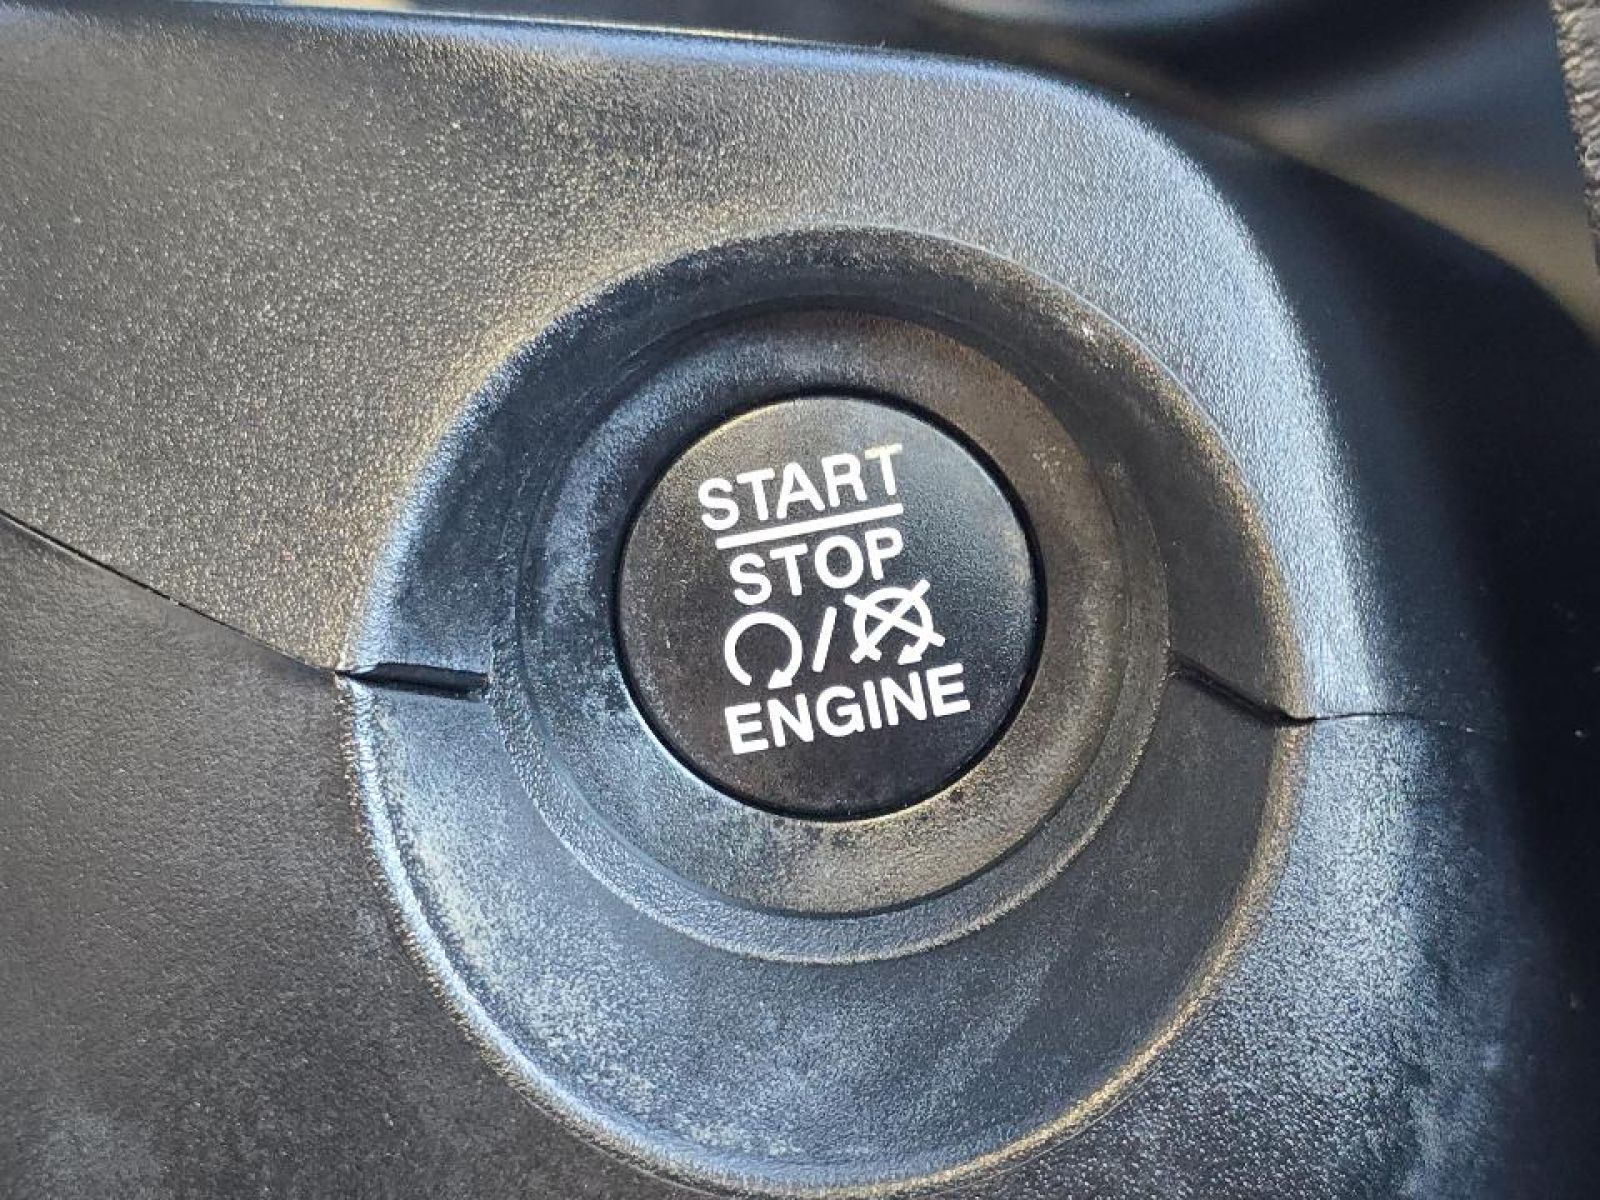 START
STOP
/
ENGINE